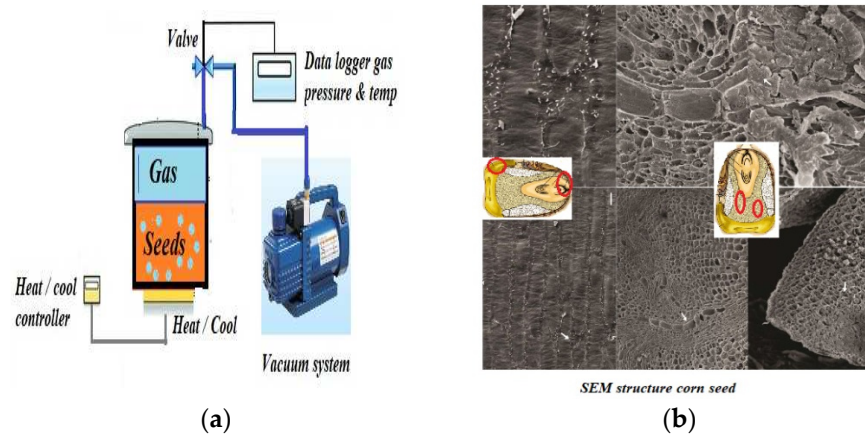 Valve
Data logger gas
pressure & temp
Gas
Seeds
Heat / cool
controller
Heat / Cool
Vacuum system
SEM structure corn seed
(a)
(b)